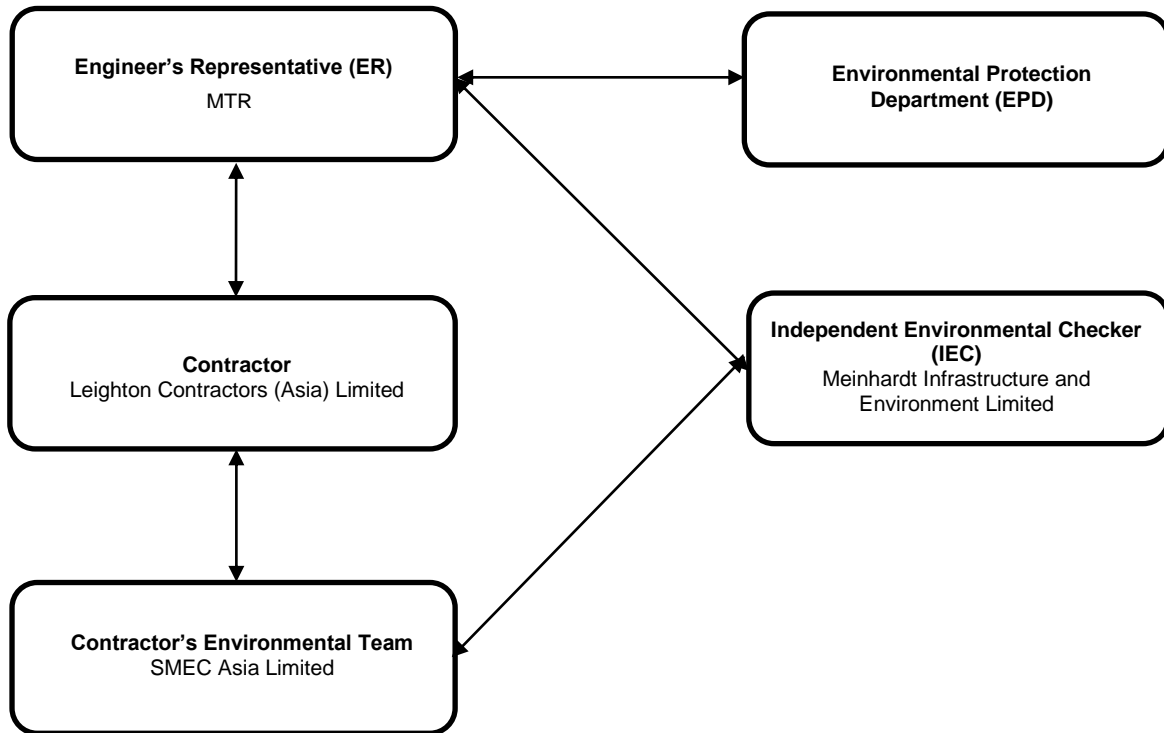 Engineer’s Representative (ER)
MTR
Environmental Protection
Department (EPD)
Contractor
Leighton Contractors (Asia) Limited
Independent Environmental Checker
(IEC)
Meinhardt Infrastructure and
Environment Limited
Contractor’s Environmental Team
SMEC Asia Limited